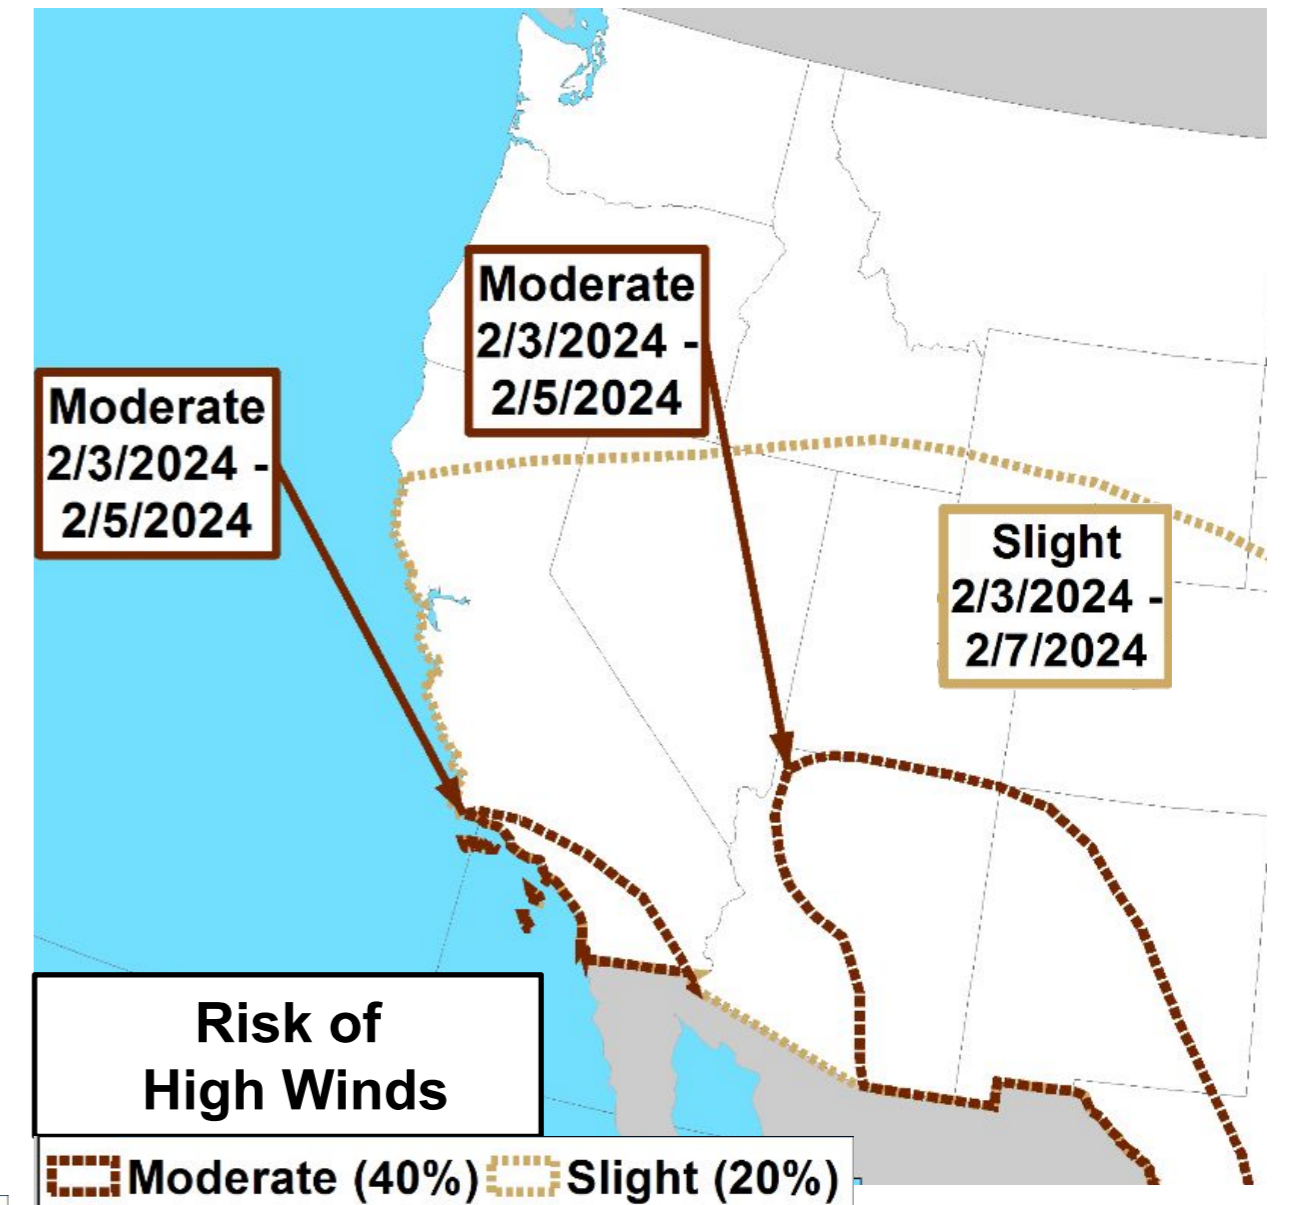 Moderate
2/3/2024 -
2/5/2024
Moderate
2/3/2024 -
2/5/2024
Slight
2/3/2024 -
2/7/2024
Risk of
High Winds
Moderate (40%) Slight (20%)